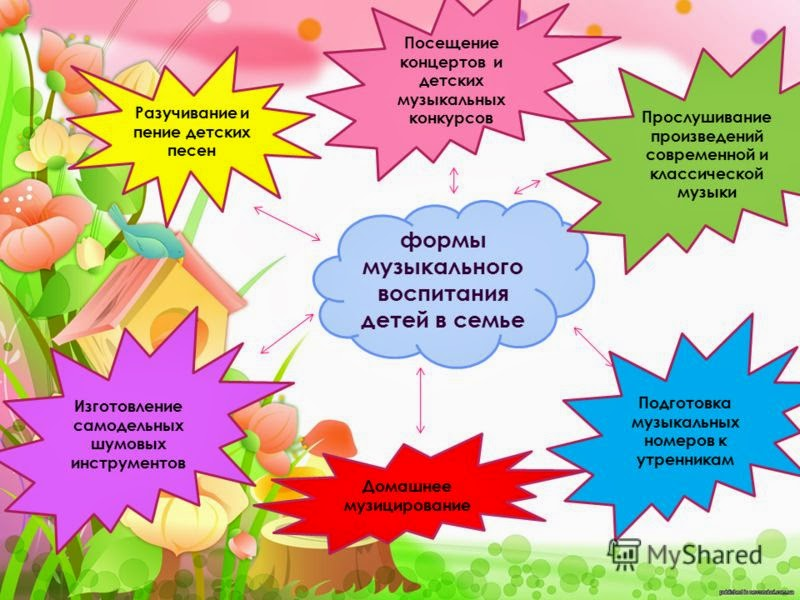 Посещение
концертов и
детских
музыкальных
конкурсов
Разучивание и
пение детских
песен
Прослушивание
произведений
современной и
классической
музыки
формы
музыкального
воспитания
детей в семье
Изготовление
самодельных
шумовых
инструментов
Домашнее
музицирование
Подготовка
музыкальных
номеров к
утренникам
MyShared